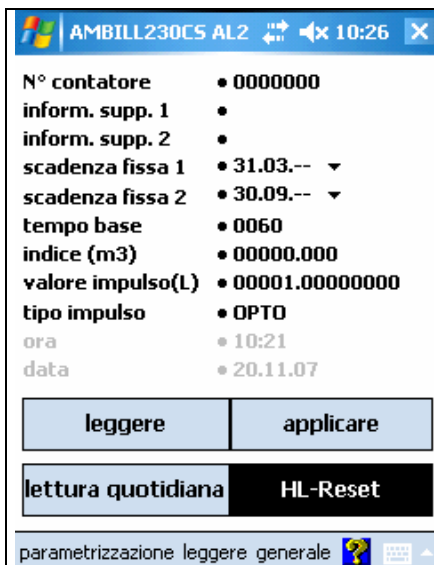 AMBILL230CS AL2 10:26
N° contatore • 0000000
inform. supp. 1 •
inform. supp. 2 •
scadenza fissa 1 • 31.03.--
scadenza fissa 2 • 30.09.--
tempo base • 0060
indice (m3) • 00000.000
valore impulso(L) • 00001.00000000
tipo impulso • OPTO
ora • 10:21
data • 20.11.07
leggere applicare
lettura quotidiana HL-Reset
parametrizzazione leggere generale